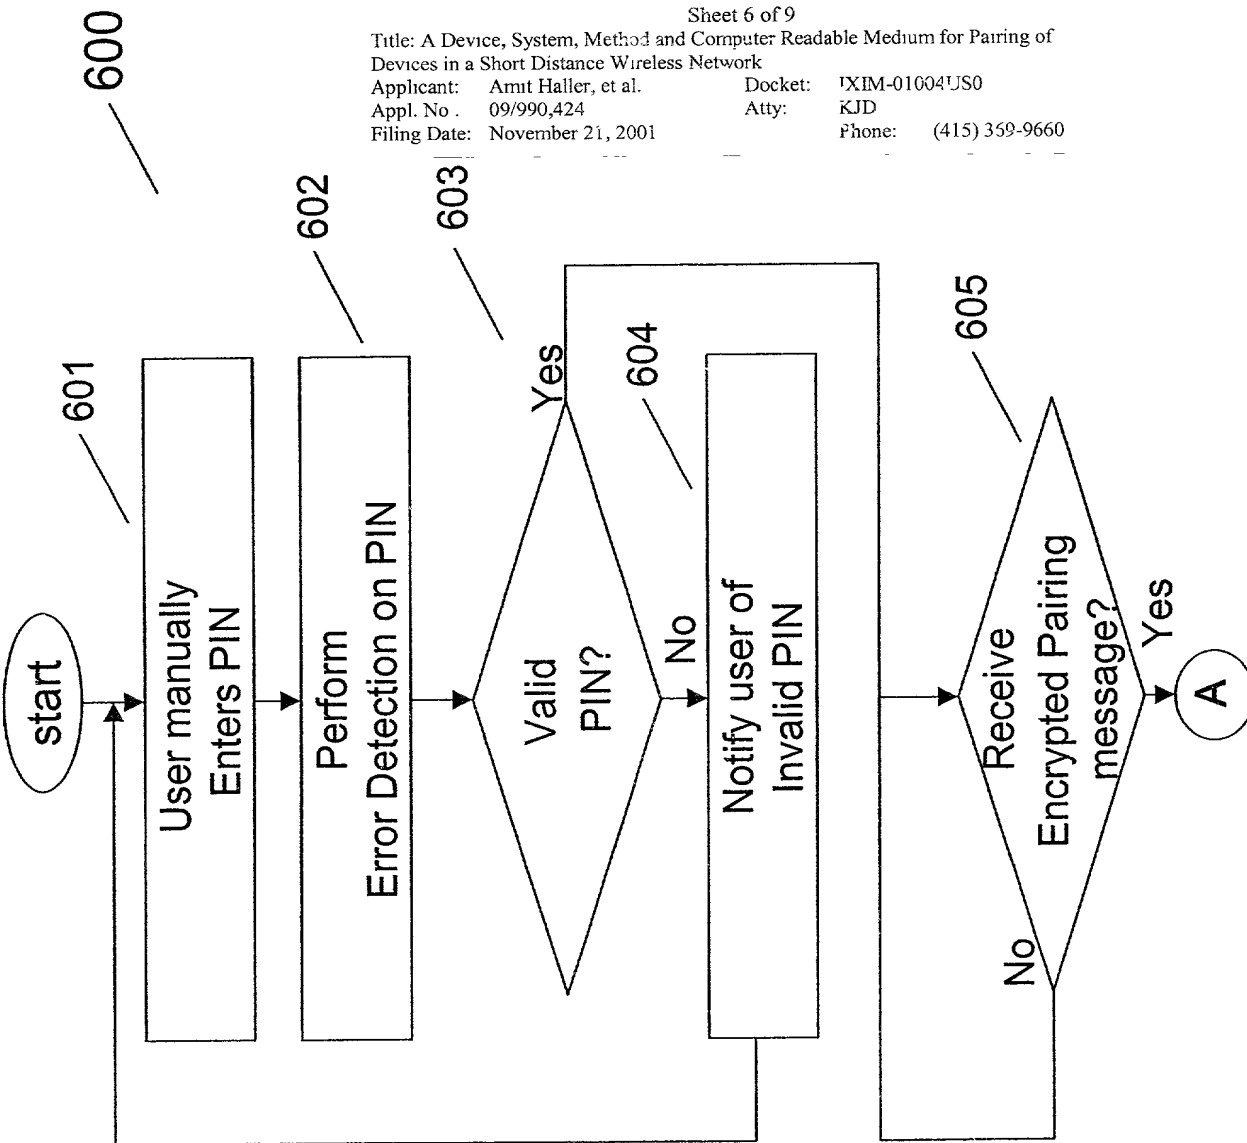 Sheet 6 of 9
Title: A Device, System, Method and Computer Readable Medium for Pairing of
Devices in a Short Distance Wireless Network
Applicant: Amit Haller, et al. Docket: IXIM-01004US0
Appl. No. 09/990,424 Atty: KJD
Filing Date: November 21, 2001 Phone: (415) 369-9660
600
start
601
User manually
Enters PIN
602
Perform
Error Detection on PIN
603
Valid
PIN?
Yes
No
604
Notify user of
Invalid PIN
605
Receive
Encrypted Pairing
message?
No
Yes
A